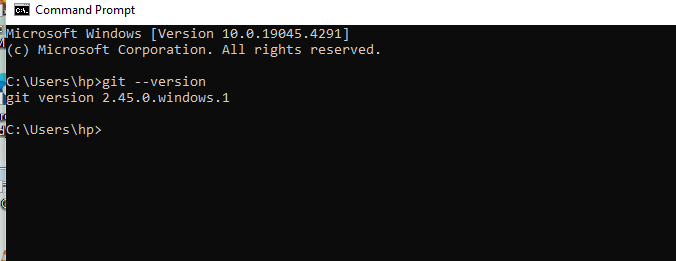 Command Prompt
Microsoft Windows [Version 10.0.19045.4291]
(c) Microsoft Corporation. All rights reserved.
C:\Users\hp>git --version
git version 2.45.0.windows.1
C:\Users\hp>